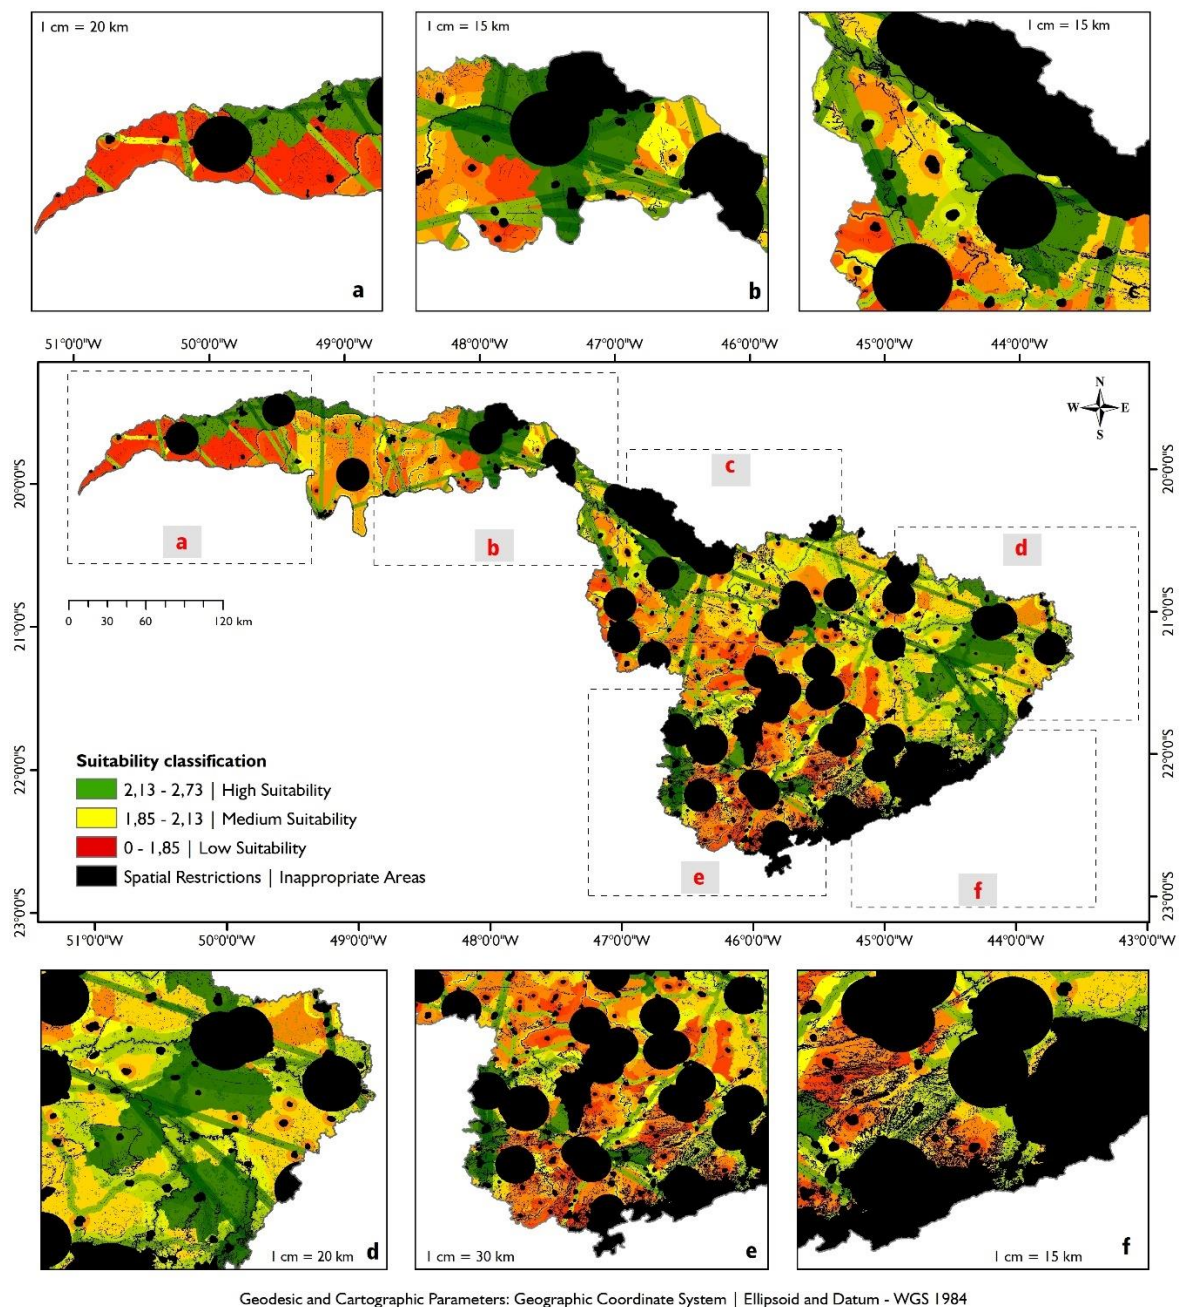 1 cm = 20 km
a
1 cm = 15 km
b
1 cm = 15 km
c
51°0'0"W 50°0'0"W 49°0'0"W 48°0'0"W 47°0'0"W 46°0'0"W 45°0'0"W 44°0'0"W
20°0'0"S
21°0'0"S
22°0'0"S
23°0'0"S
N
W E
S
20°0'0"S
21°0'0"S
22°0'0"S
23°0'0"S
a
b
c
d
e
f
0 30 60 120 km
Suitability classification
2,13 - 2,73 | High Suitability
1,85 - 2,13 | Medium Suitability
0 - 1,85 | Low Suitability
Spatial Restrictions | Inappropriate Areas
51°0'0"W 50°0'0"W 49°0'0"W 48°0'0"W 47°0'0"W 46°0'0"W 45°0'0"W 44°0'0"W 43°0'0"W
1 cm = 20 km
d
1 cm = 30 km
e
1 cm = 15 km
f
Geodesic and Cartographic Parameters: Geographic Coordinate System | Ellipsoid and Datum - WGS 1984